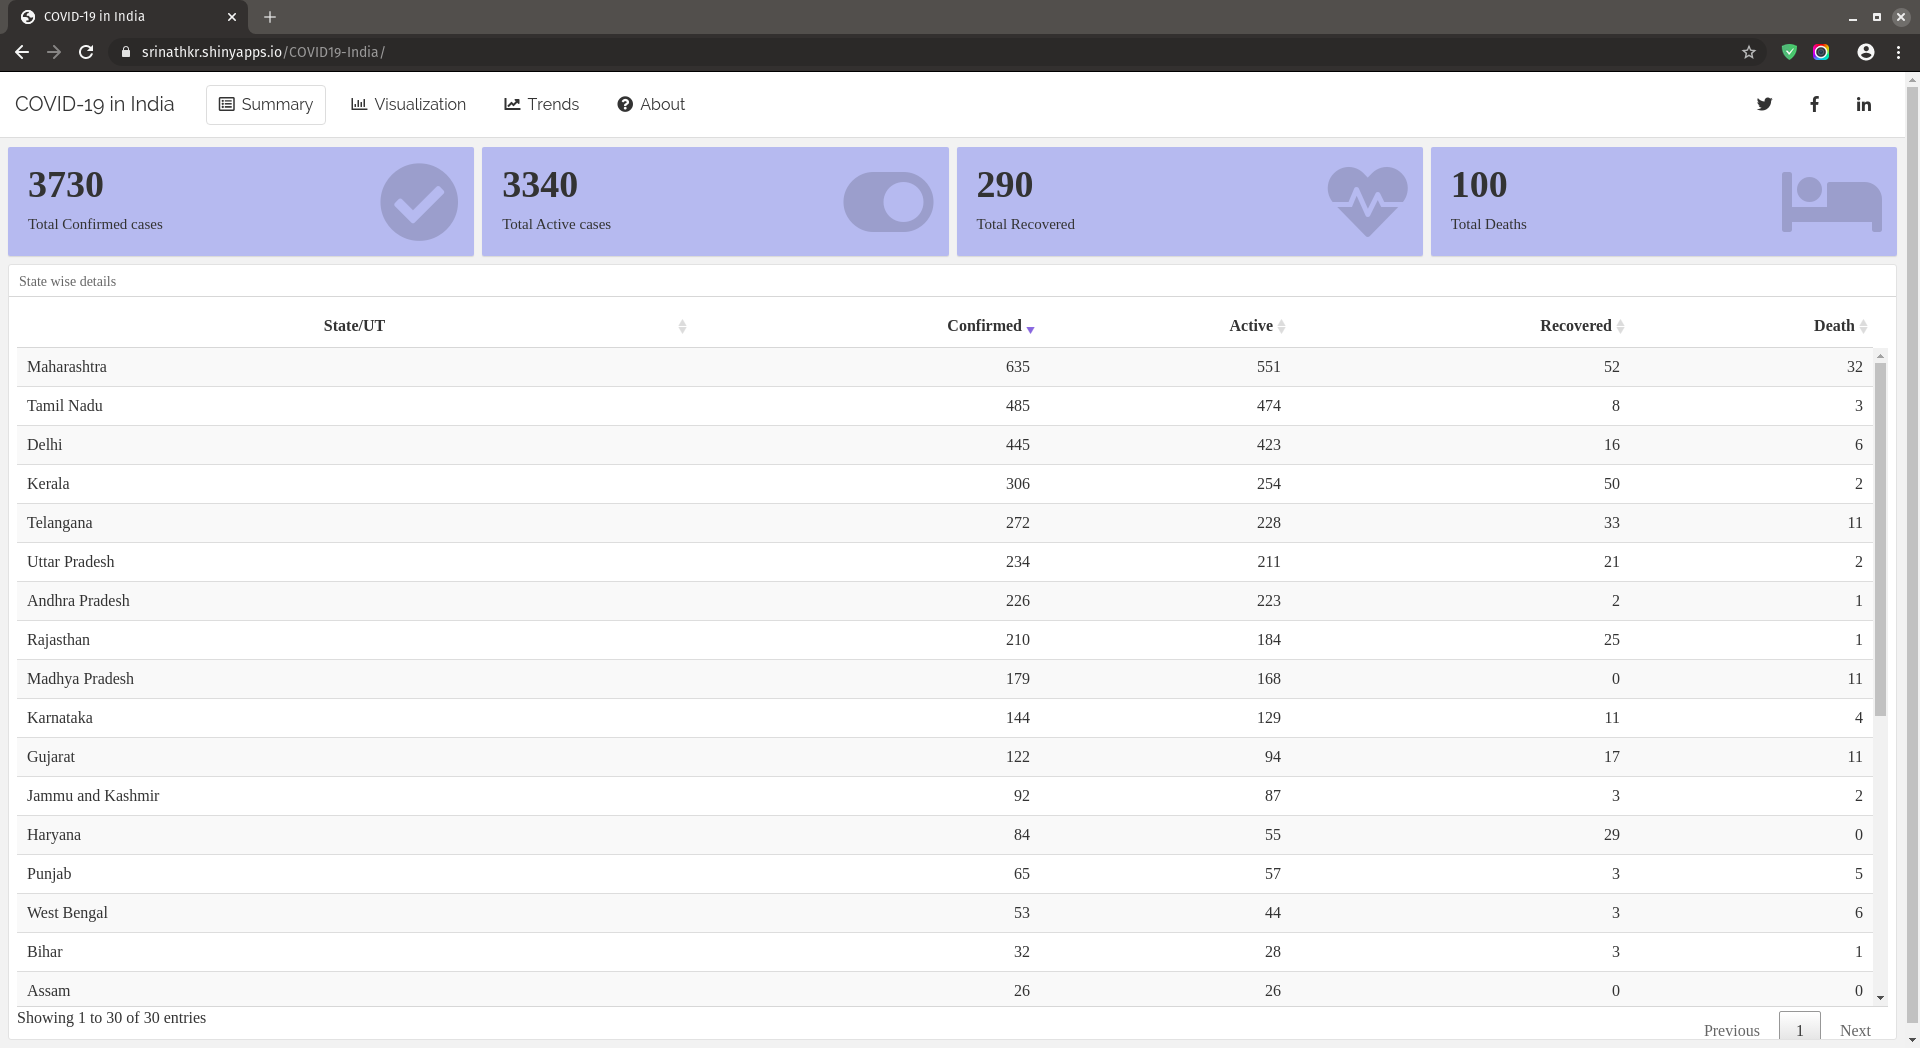 COVID-19 in India
srinathkr.shinyapps.io/COVID19-India/
COVID-19 in India Summary Visualization Trends About
3730 3340 290 100
Total Confirmed cases Total Active cases Total Recovered Total Deaths
State wise details
State/UT Confirmed Active Recovered Death
Maharashtra 635 551 52 32
Tamil Nadu 485 474 8 3
Delhi 445 423 16 6
Kerala 306 254 50 2
Telangana 272 228 33 11
Uttar Pradesh 234 211 21 2
Andhra Pradesh 226 223 2 1
Rajasthan 210 184 25 1
Madhya Pradesh 179 168 0 11
Karnataka 144 129 11 4
Gujarat 122 94 17 11
Jammu and Kashmir 92 87 3 2
Haryana 84 55 29 0
Punjab 65 57 3 5
West Bengal 53 44 3 6
Bihar 32 28 3 1
Assam 26 26 0 0
Showing 1 to 30 of 30 entries
Previous 1 Next